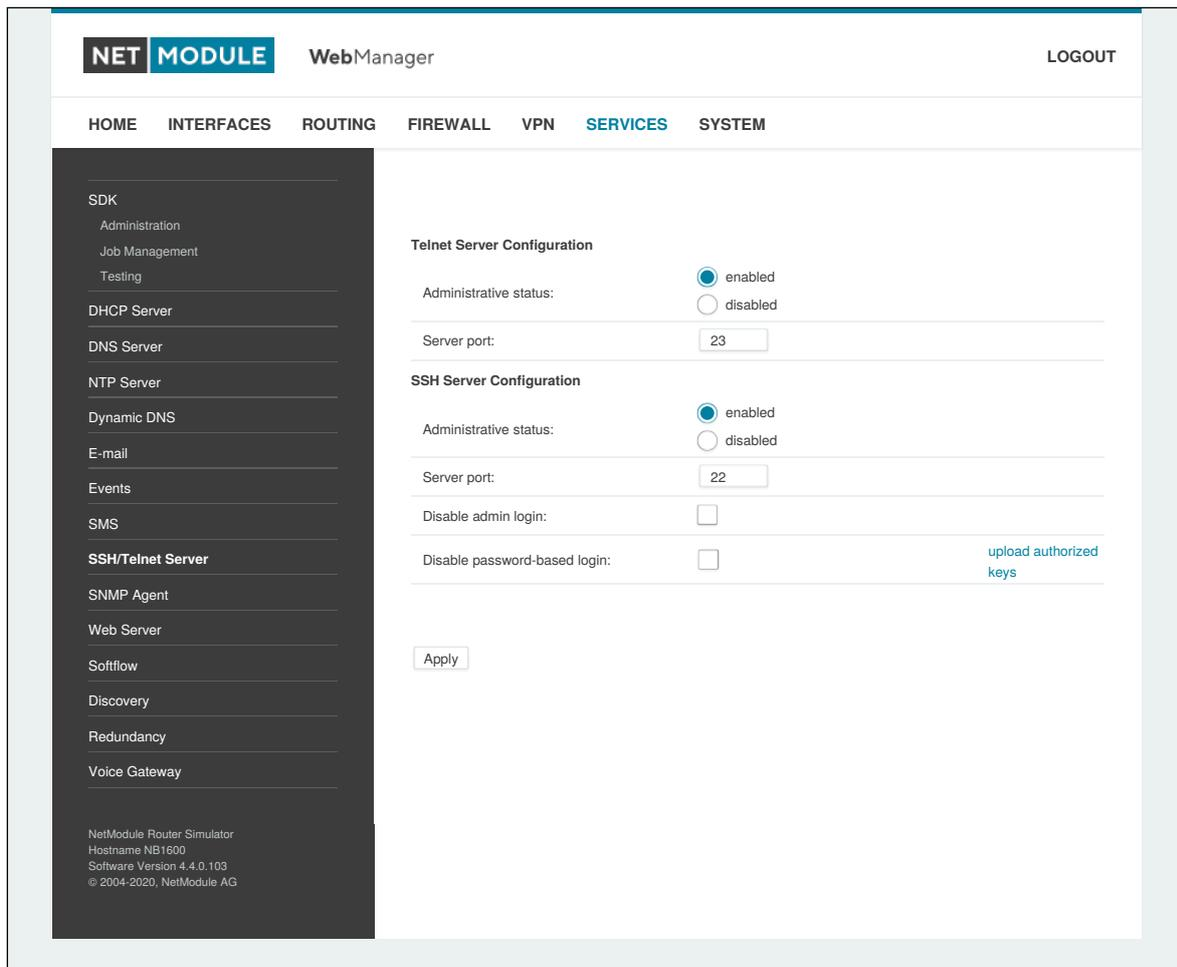 NET MODULE WebManager LOGOUT
HOME INTERFACES ROUTING FIREWALL VPN SERVICES SYSTEM
SDK
Administration
Job Management
Testing
DHCP Server
DNS Server
NTP Server
Dynamic DNS
E-mail
Events
SMS
SSH/Telnet Server
SNMP Agent
Web Server
Softflow
Discovery
Redundancy
Voice Gateway
NetModule Router Simulator
Hostname NB1600
Software Version 4.4.0.103
© 2004-2020, NetModule AG
Telnet Server Configuration
Administrative status:
enabled
disabled
Server port: 23
SSH Server Configuration
Administrative status:
enabled
disabled
Server port: 22
Disable admin login:
Disable password-based login:
upload authorized
keys
Apply